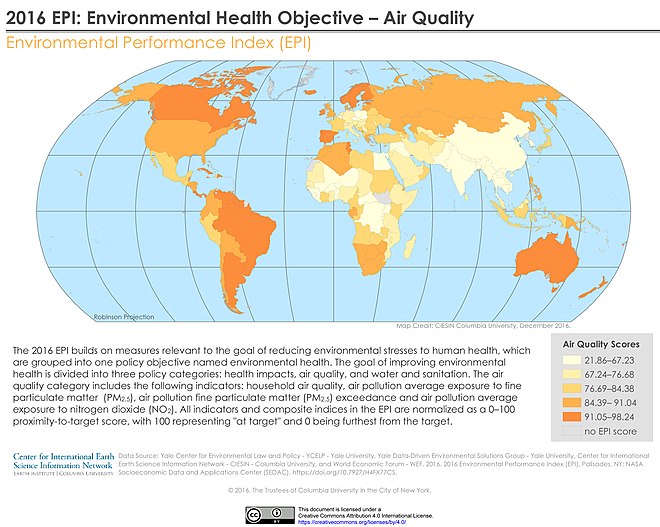 2016 EPI: Environmental Health Objective – Air Quality
Environmental Performance Index (EPI)
Robinson Projection
Map Credit: CIESIN Columbia University, December 2016.
The 2016 EPI builds on measures relevant to the goal of reducing environmental stresses to human health, which
are grouped into one policy objective named environmental health. The goal of improving environmental
health is divided into three policy categories: health impacts, air quality, and water and sanitation. The air
quality category includes the following indicators: household air quality, air pollution average exposure to fine
particulate matter (PM2.5), air pollution fine particulate matter (PM2.5) exceedance and air pollution average
exposure to nitrogen dioxide (NO2). All indicators and composite indices in the EPI are normalized as a 0–100
proximity-to-target score, with 100 representing "at target" and 0 being furthest from the target.
Air Quality Scores
21.86–67.23
67.24–76.68
76.69–84.38
84.39– 91.04
91.05–98.24
no EPI score
Center for International Earth
Science Information Network
EARTH INSTITUTE | COLUMBIA UNIVERSITY
Data Source: Yale Center for Environmental Law and Policy - YCELP - Yale University, Yale Data-Driven Environmental Solutions Group - Yale University, Center for International
Earth Science Information Network - CIESIN - Columbia University, and World Economic Forum - WEF. 2016. 2016 Environmental Performance Index (EPI). Palisades, NY: NASA
Socioeconomic Data and Applications Center (SEDAC). https://doi.org/10.7927/H4FX77CS.
© 2016. The Trustees of Columbia University in the City of New York.
cc
BY
This document is licensed under a
Creative Commons Attribution 4.0 International License.
https://creativecommons.org/licenses/by/4.0/